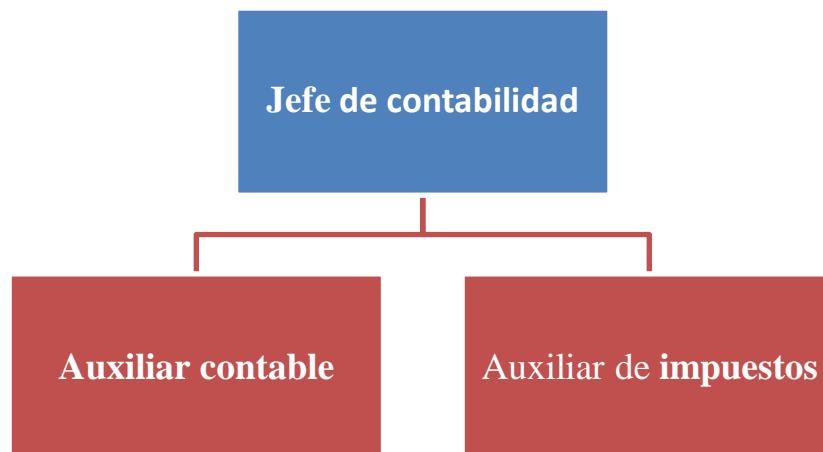 Jefe de contabilidad
Auxiliar contable
Auxiliar de impuestos